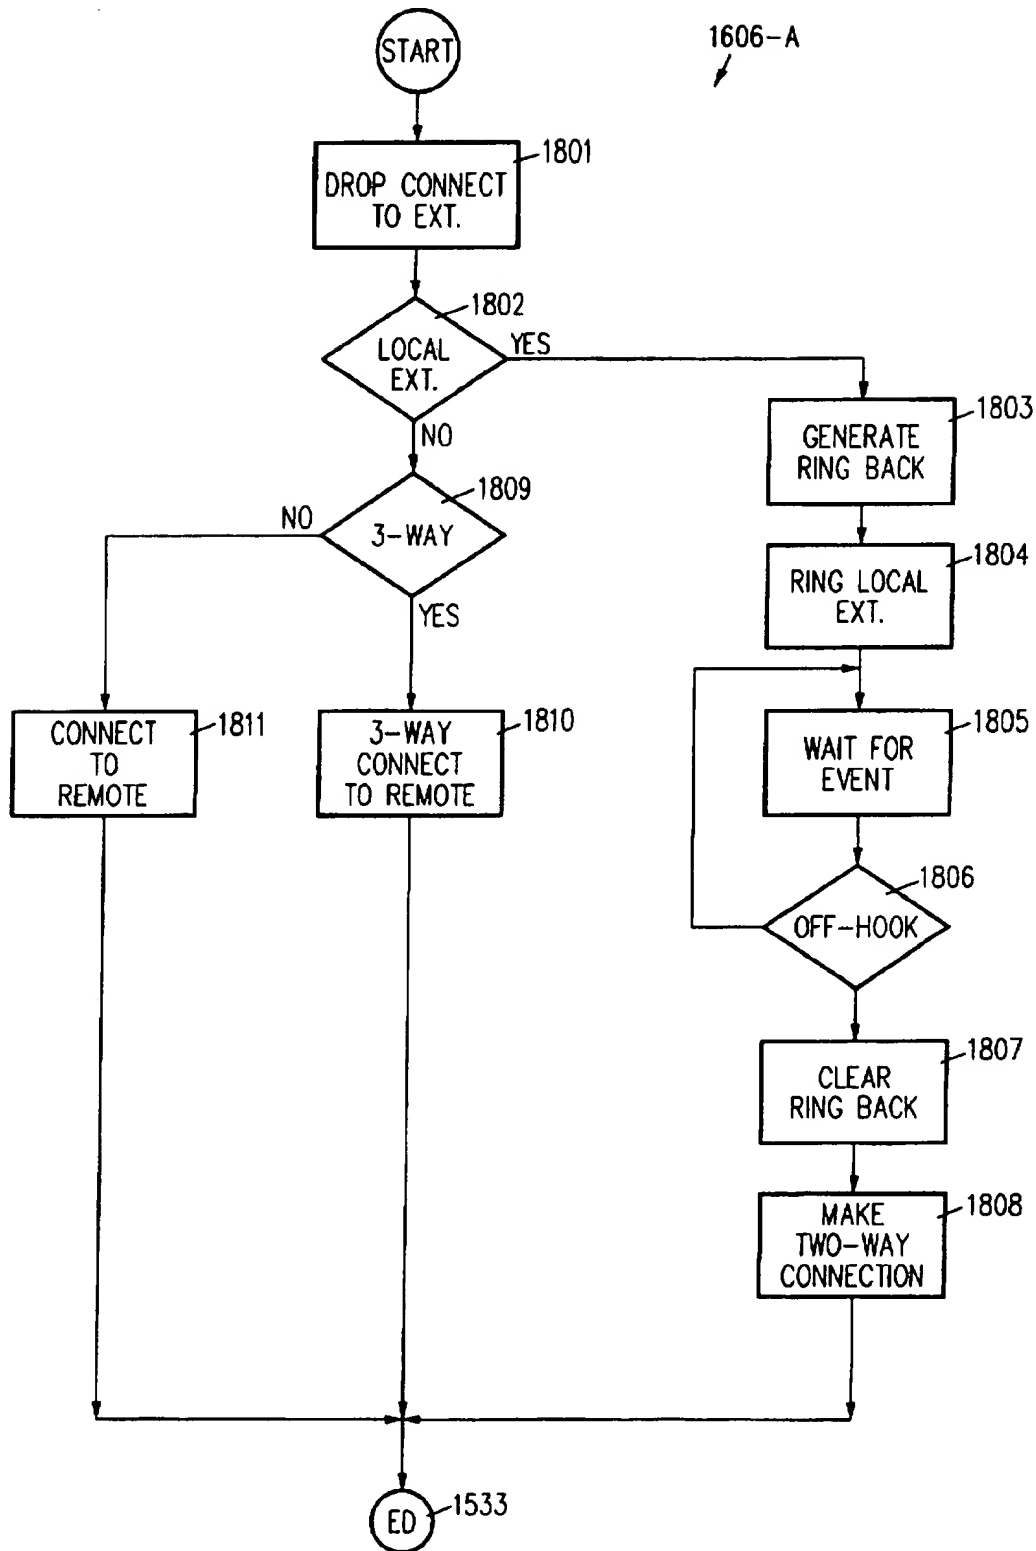 START
1606-A
1801
DROP CONNECT
TO EXT.
1802
LOCAL
EXT.
YES
NO
1803
GENERATE
RING BACK
1809
3-WAY
NO
YES
1804
RING LOCAL
EXT.
1811
CONNECT
TO
REMOTE
1810
3-WAY
CONNECT
TO REMOTE
1805
WAIT FOR
EVENT
1806
OFF-HOOK
1807
CLEAR
RING BACK
1808
MAKE
TWO-WAY
CONNECTION
ED
1533